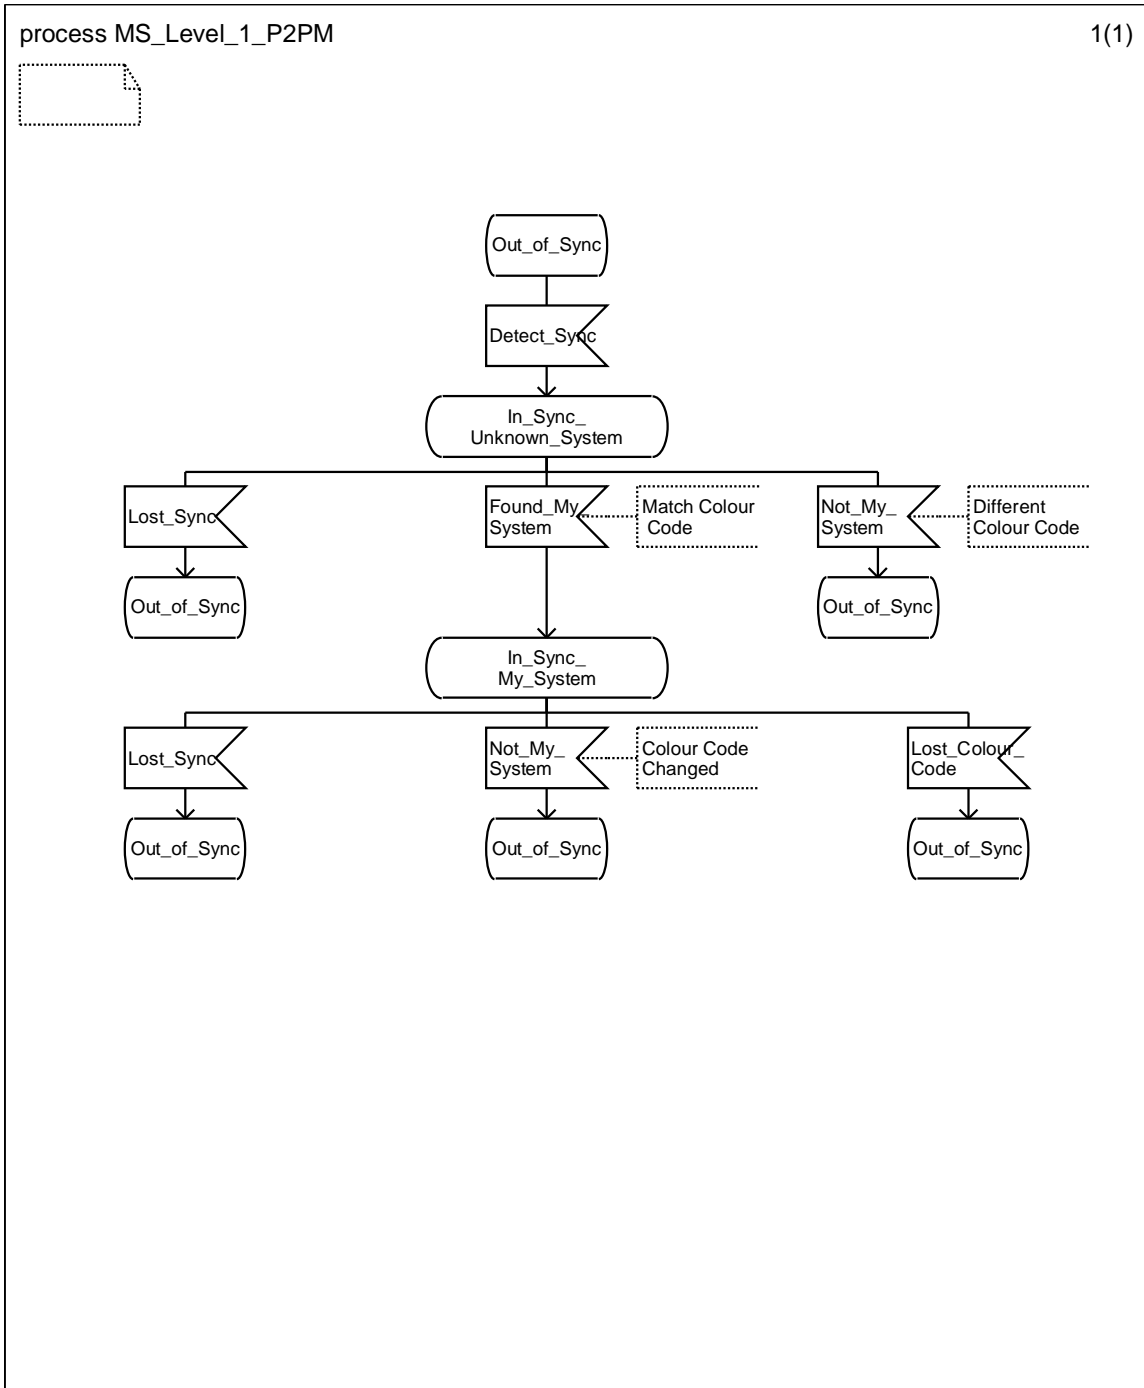 process MS_Level_1_P2PM
1(1)
Out_of_Sync
Detect_Sync
In_Sync_
Unknown_System
Lost_Sync
Found_My_
System
Match Colour
Code
Not_My_
System
Different
Colour Code
Out_of_Sync
Out_of_Sync
In_Sync_
My_System
Lost_Sync
Not_My_
System
Colour Code
Changed
Lost_Colour_
Code
Out_of_Sync
Out_of_Sync
Out_of_Sync